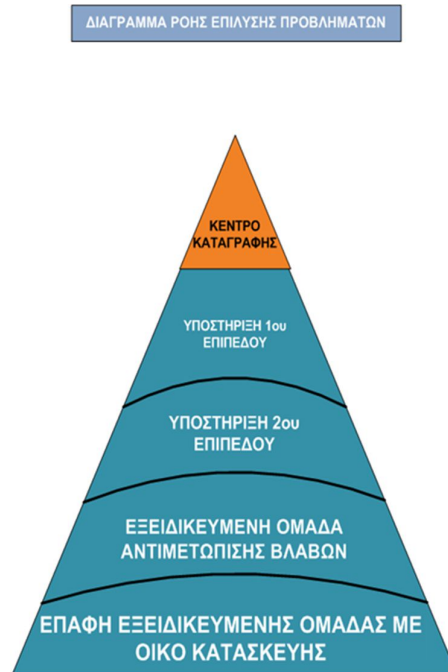 ΔΙΑΓΡΑΜΜΑ ΡΟΗΣ ΕΠΙΛΥΣΗΣ ΠΡΟΒΛΗΜΑΤΩΝ
ΚΕΝΤΡΟ
ΚΑΤΑΓΡΑΦΗΣ
ΥΠΟΣΤΗΡΙΞΗ 1ου
ΕΠΙΠΕΔΟΥ
ΥΠΟΣΤΗΡΙΞΗ 2ου
ΕΠΙΠΕΔΟΥ
ΕΞΕΙΔΙΚΕΥΜΕΝΗ ΟΜΑΔΑ
ΑΝΤΙΜΕΤΩΠΙΣΗΣ ΒΛΑΒΩΝ
ΕΠΑΦΗ ΕΞΕΙΔΙΚΕΥΜΕΝΗΣ ΟΜΑΔΑΣ ΜΕ
ΟΙΚΟ ΚΑΤΑΣΚΕΥΗΣ